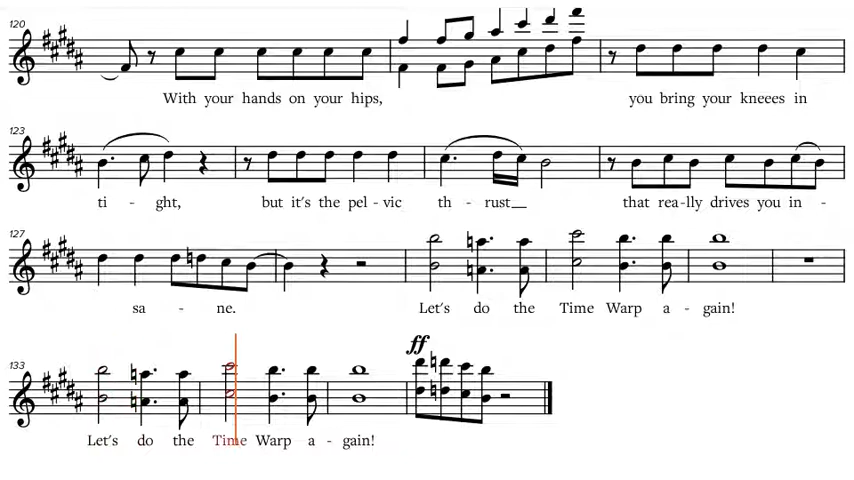 120
With your hands on your hips, you bring your kneees in
123
ti - ght, but it's the pel - vic th - rust__ that rea - lly drives you in -
127
sa - ne. Let's do the Time Warp a - gain!
ff
133
Let's do the Time Warp a - gain!